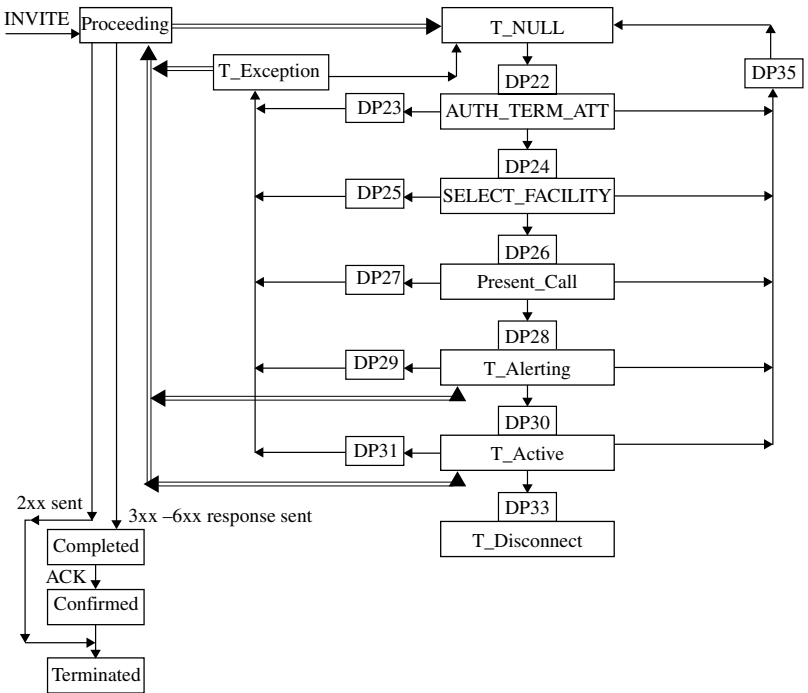 INVITE
Proceeding
T_NULL
T_Exception
DP22
DP35
DP23
AUTH_TERM_ATT
DP24
DP25
SELECT_FACILITY
DP26
DP27
Present_Call
DP28
DP29
T_Alerting
DP30
DP31
T_Active
2xx sent
3xx –6xx response sent
DP33
Completed
T_Disconnect
ACK
Confirmed
Terminated